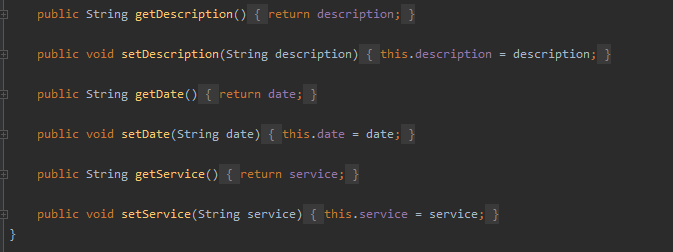 public String getDescription() { return description; }
public void setDescription(String description) { this.description = description; }
public String getDate() { return date; }
public void setDate(String date) { this.date = date; }
public String getService() { return service; }
public void setService(String service) { this.service = service; }
}